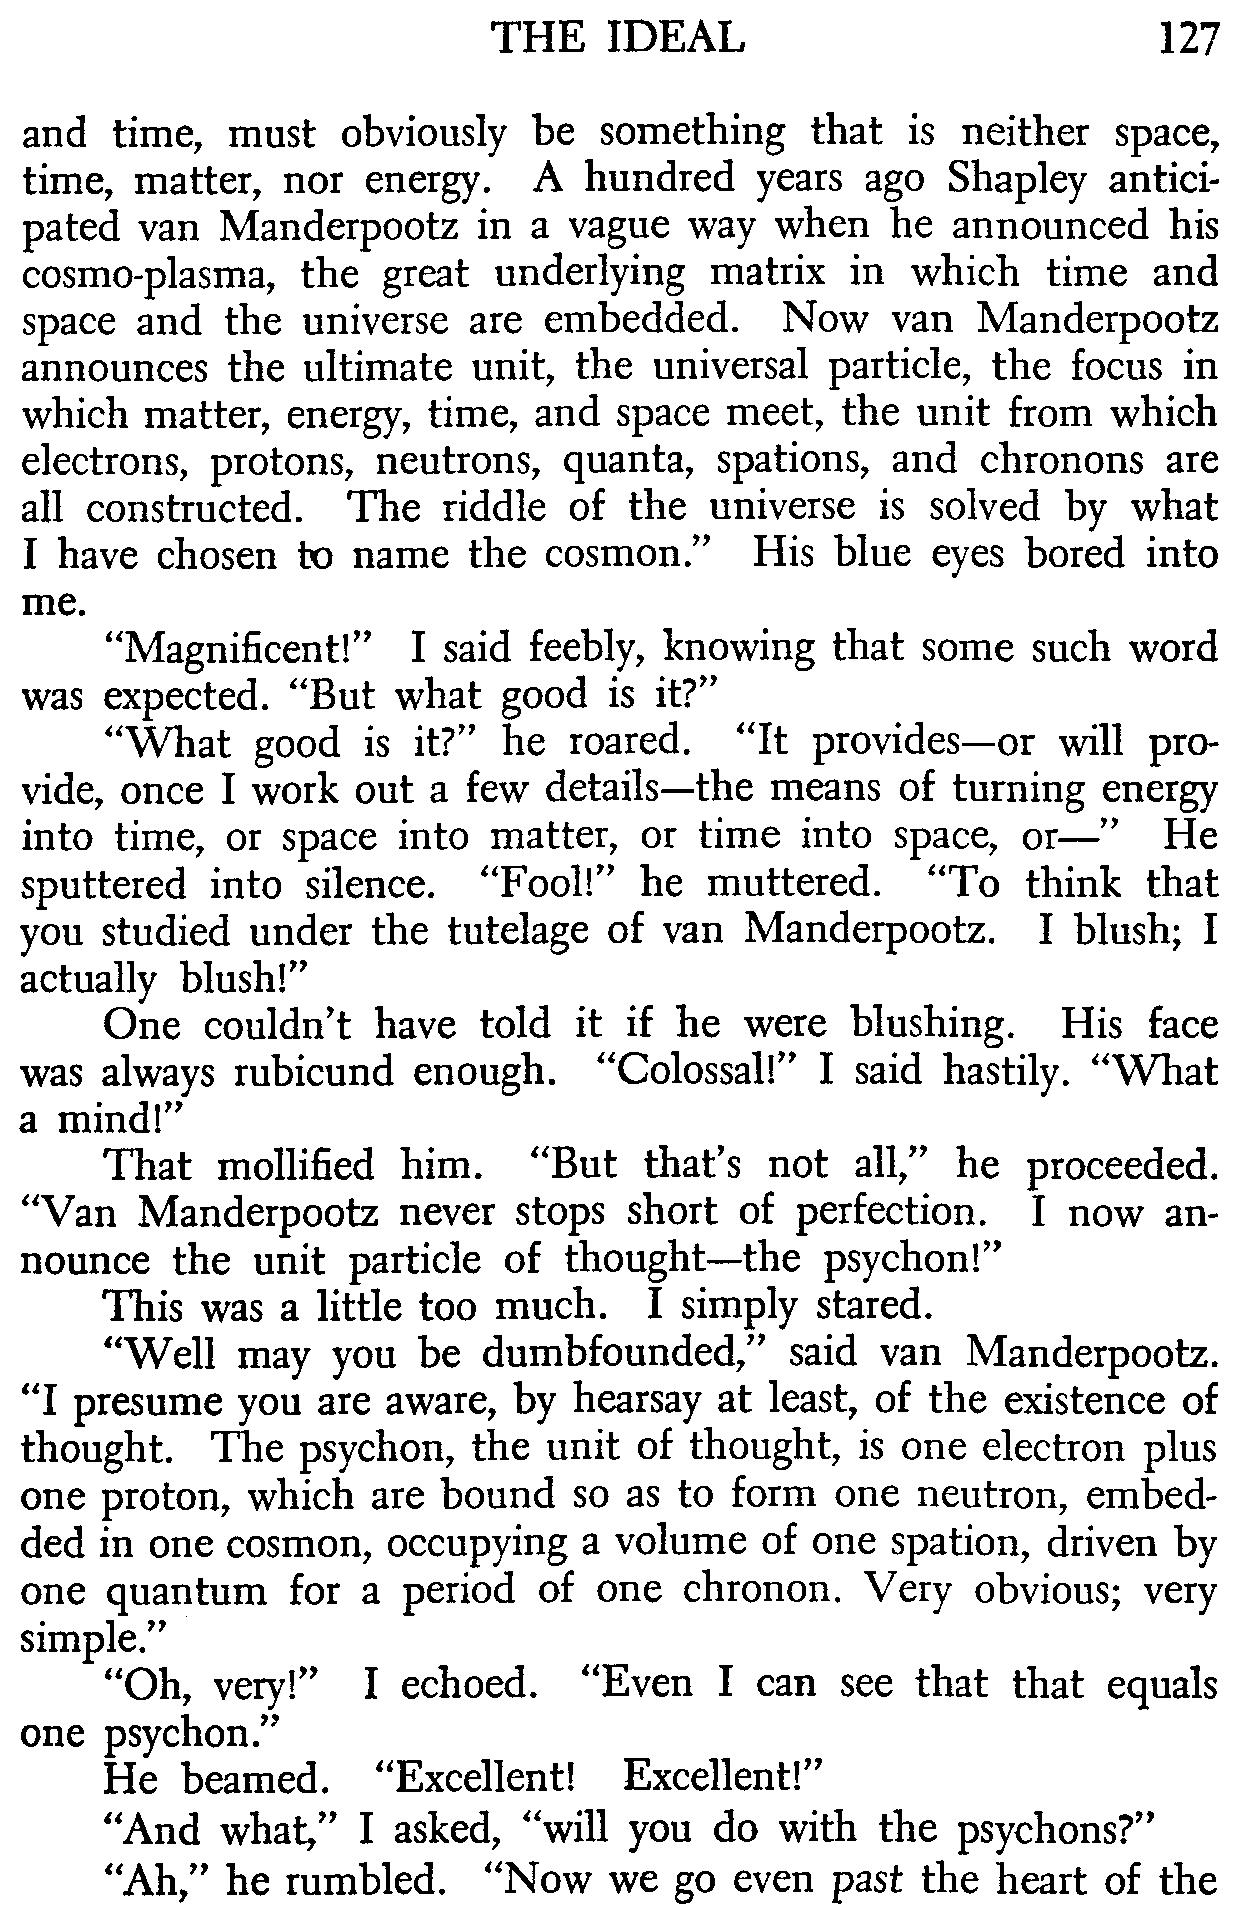 THE IDEAL 127
and time, must obviously be something that is neither space,
time, matter, nor energy. A hundred years ago Shapley antici-
pated van Manderpootz in a vague way when he announced his
cosmo-plasma, the great underlying matrix in which time and
space and the universe are embedded. Now van Manderpootz
announces the ultimate unit, the universal particle, the focus in
which matter, energy, time, and space meet, the unit from which
electrons, protons, neutrons, quanta, spations, and chronons are
all constructed. The riddle of the universe is solved by what
I have chosen to name the cosmon.” His blue eyes bored into
me.
“Magnificent!” I said feebly, knowing that some such word
was expected. “But what good is it?”
“What good is it?” he roared. “It provides—or will pro-
vide, once I work out a few details—the means of turning energy
into time, or space into matter, or time into space, or—” He
sputtered into silence. “Fool!” he muttered. “To think that
you studied under the tutelage of van Manderpootz. I blush; I
actually blush!”
One couldn’t have told it if he were blushing. His face
was always rubicund enough. “Colossal!” I said hastily. “What
a mind!”
That mollified him. “But that’s not all,” he proceeded.
“Van Manderpootz never stops short of perfection. I now an-
nounce the unit particle of thought—the psychon!”
This was a little too much. I simply stared.
“Well may you be dumbfounded,” said van Manderpootz.
“I presume you are aware, by hearsay at least, of the existence of
thought. The psychon, the unit of thought, is one electron plus
one proton, which are bound so as to form one neutron, embed-
ded in one cosmon, occupying a volume of one spation, driven by
one quantum for a period of one chronon. Very obvious; very
simple.”
“Oh, very!” I echoed. “Even I can see that that equals
one psychon.”
He beamed. “Excellent! Excellent!”
“And what,” I asked, “will you do with the psychons?”
“Ah,” he rumbled. “Now we go even past the heart of the